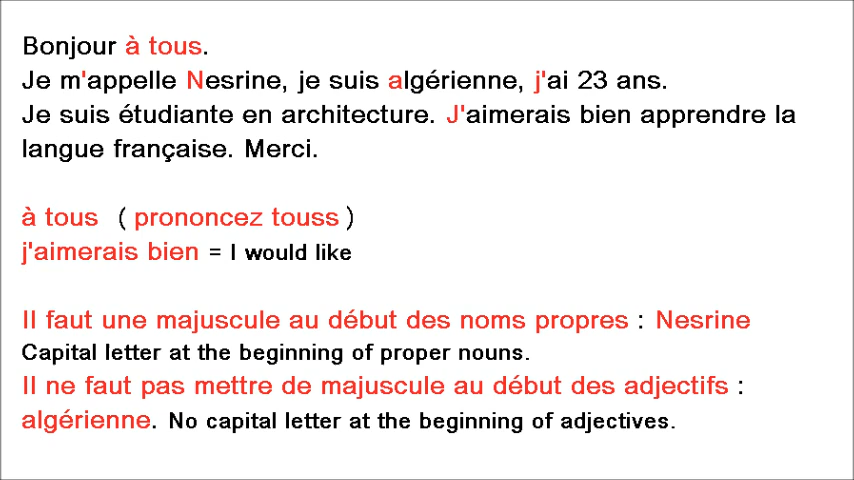 Bonjour à tous.
Je m'appelle Nesrine, je suis algérienne, j'ai 23 ans.
Je suis étudiante en architecture. J'aimerais bien apprendre la
langue française. Merci.
à tous ( prononcez touss )
j'aimerais bien = I would like
Il faut une majuscule au début des noms propres : Nesrine
Capital letter at the beginning of proper nouns.
Il ne faut pas mettre de majuscule au début des adjectifs :
algérienne. No capital letter at the beginning of adjectives.